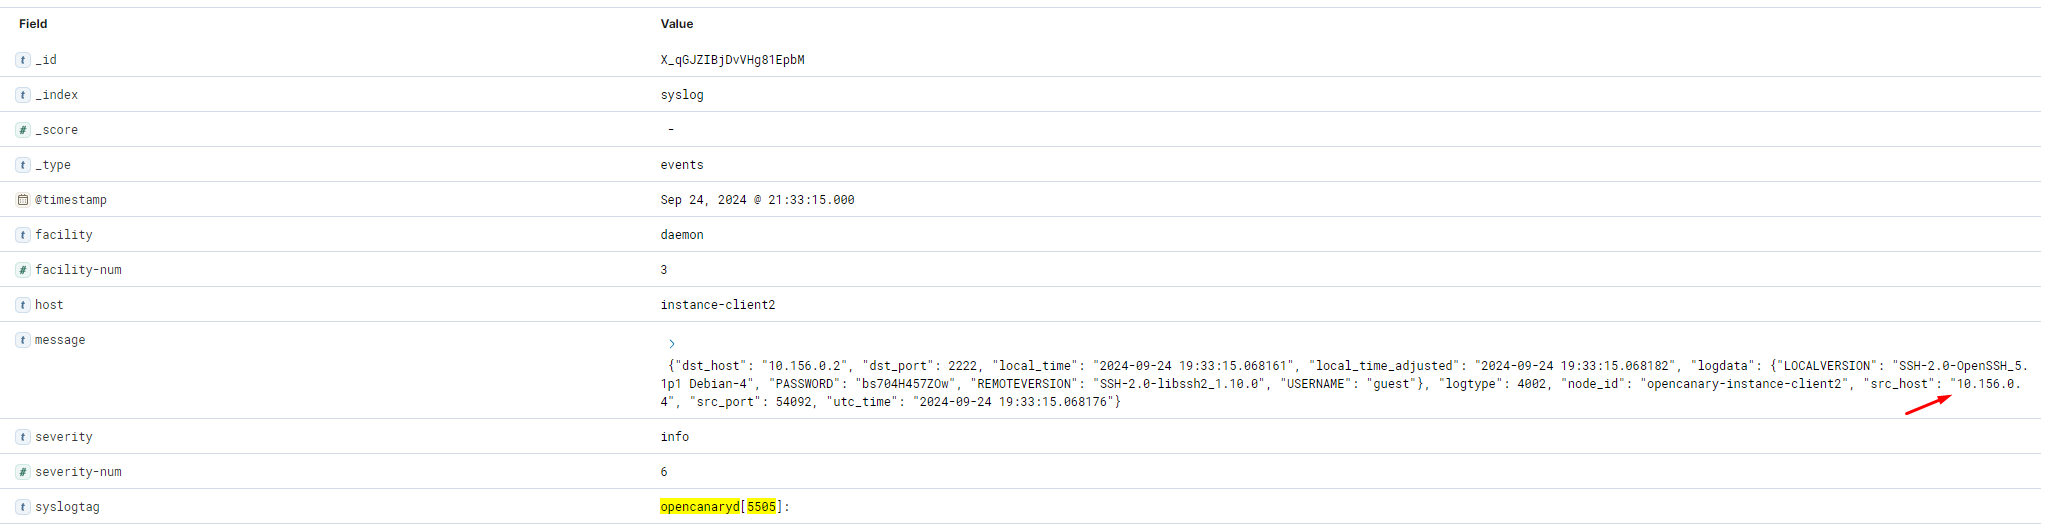 Field Value
t _id X_qGJZIBjDvVHg81EpbM
t _index syslog
# _score -
t _type events
@timestamp Sep 24, 2024 @ 21:33:15.000
t facility daemon
# facility-num 3
t host instance-client2
t message >
{"dst_host": "10.156.0.2", "dst_port": 2222, "local_time": "2024-09-24 19:33:15.068161", "local_time_adjusted": "2024-09-24 19:33:15.068182", "logdata": {"LOCALVERSION": "SSH-2.0-OpenSSH_5.
1p1 Debian-4", "PASSWORD": "bs704H457ZOw", "REMOTEVERSION": "SSH-2.0-libssh2_1.10.0", "USERNAME": "guest"}, "logtype": 4002, "node_id": "opencanary-instance-client2", "src_host": "10.156.0.
4", "src_port": 54092, "utc_time": "2024-09-24 19:33:15.068176"}
t severity info
# severity-num 6
t syslogtag opencanaryd[5505]: